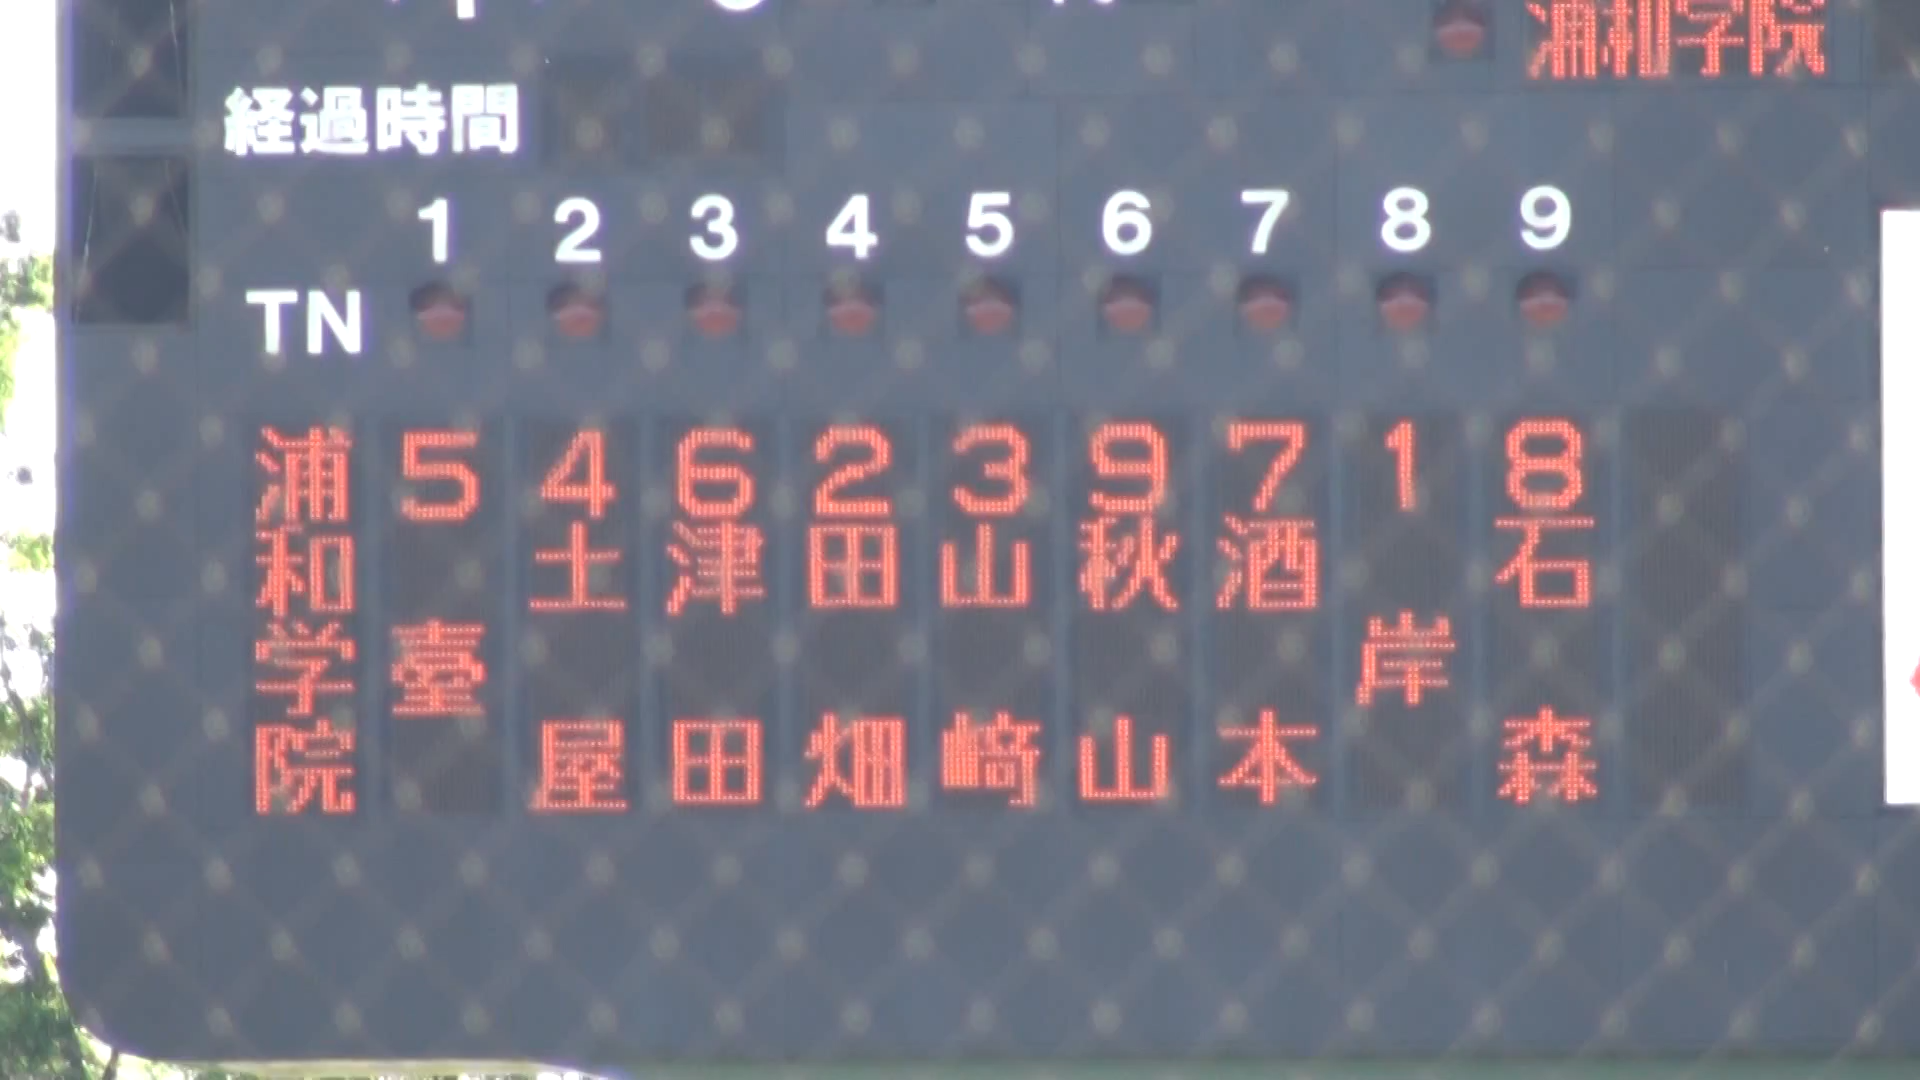 浦和学院
経過時間
1 2 3 4 5 6 7 8 9
TN
浦和学院
5 臺
4 土屋
6 津田
2 田畑
3 山崎
9 秋山
7 酒本
1 岸
8 石森